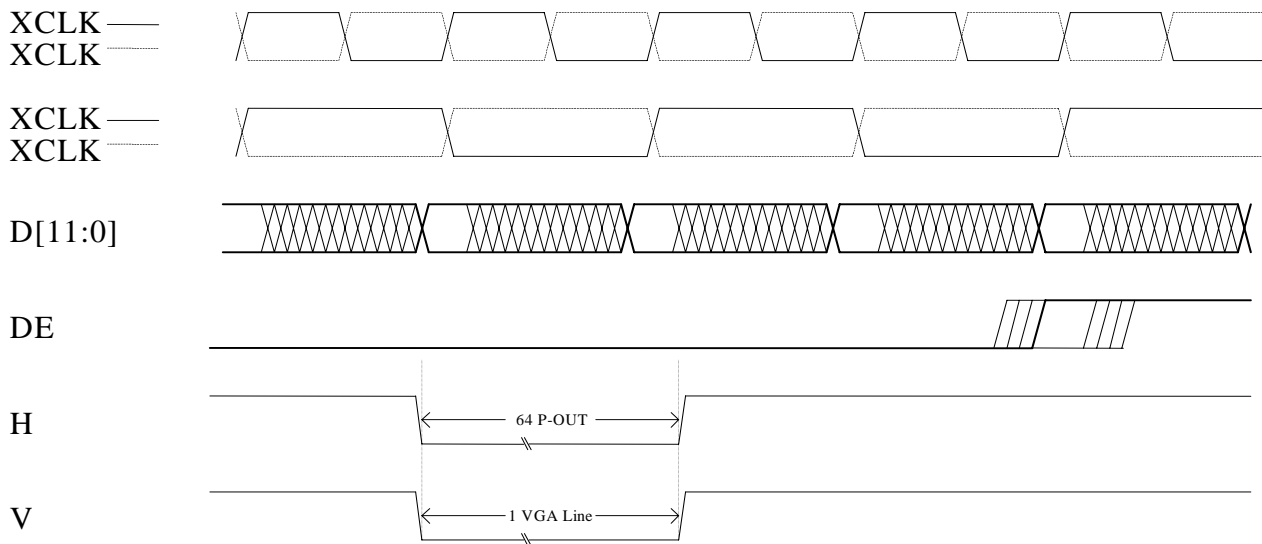 XCLK
XCLK
XCLK
XCLK
D[11:0]
DE
H
64 P-OUT
V
1 VGA Line